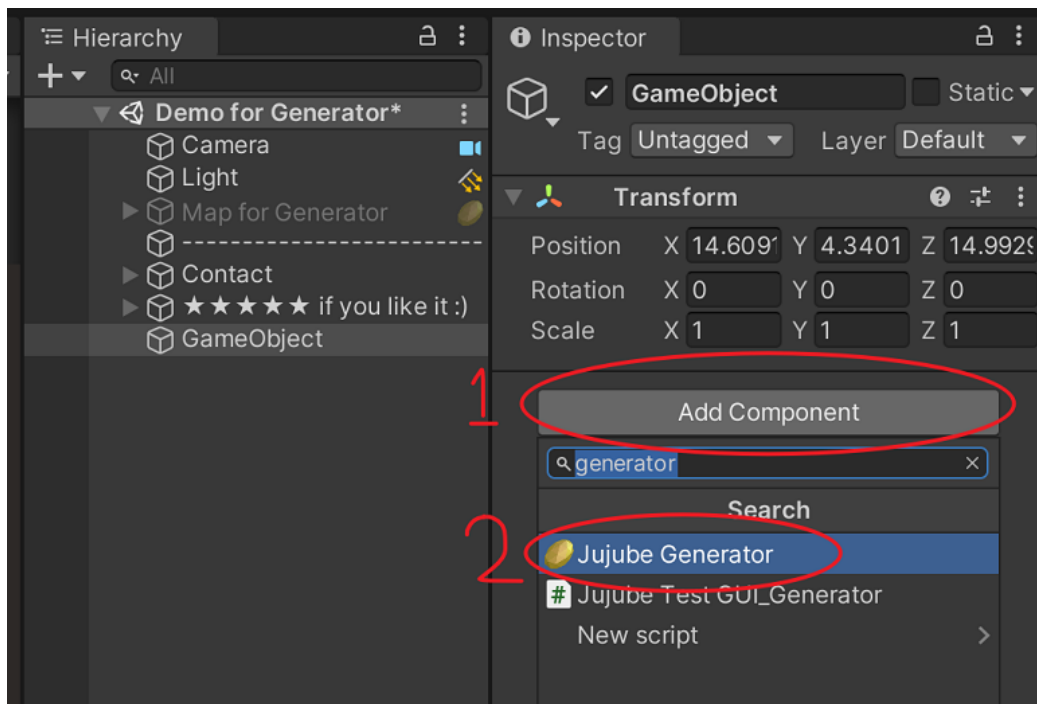 Hierarchy
All
Demo for Generator*
Camera
Light
Map for Generator
-------------------------
Contact
★★★★★ if you like it :)
GameObject
Inspector
GameObject
Static
Tag Untagged Layer Default
Transform
Position X 14.6091 Y 4.3401 Z 14.9929
Rotation X 0 Y 0 Z 0
Scale X 1 Y 1 Z 1
1
Add Component
generator
Search
2
Jujube Generator
# Jujube Test GUI_Generator
New script